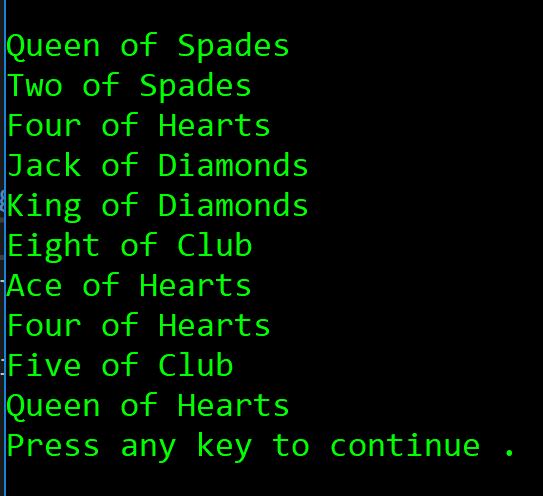 Queen of Spades
Two of Spades
Four of Hearts
Jack of Diamonds
King of Diamonds
Eight of Club
Ace of Hearts
Four of Hearts
Five of Club
Queen of Hearts
Press any key to continue .